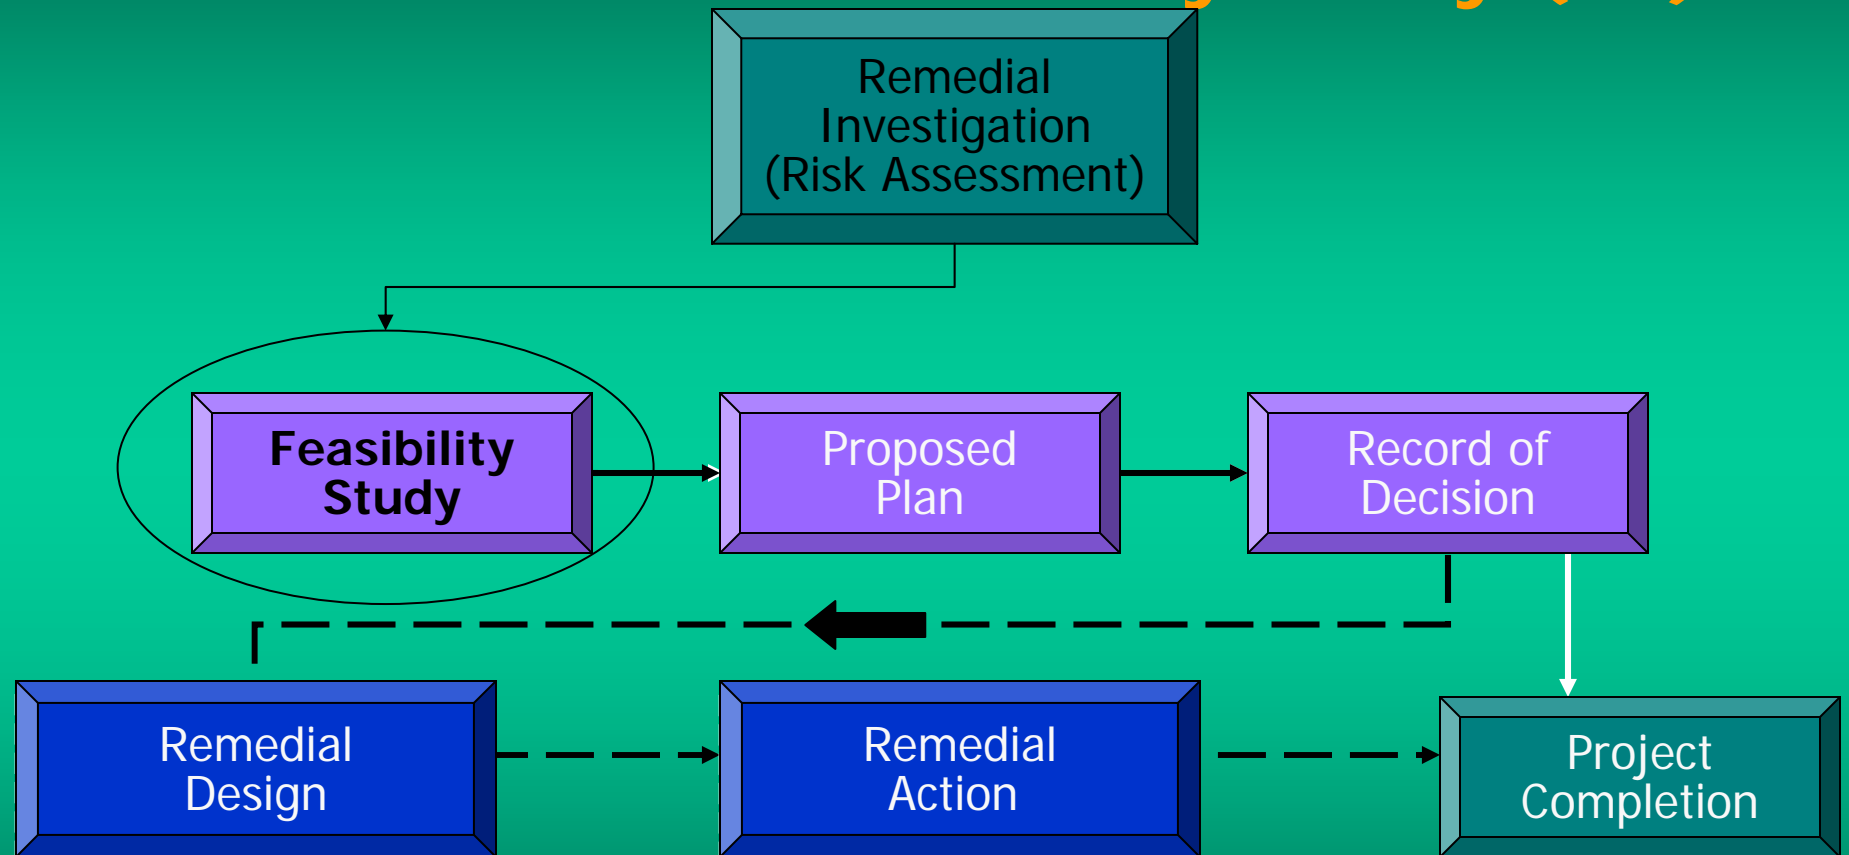 Remedial
Investigation
(Risk Assessment)
Feasibility
Study
Proposed
Plan
Record of
Decision
Remedial
Design
Remedial
Action
Project
Completion